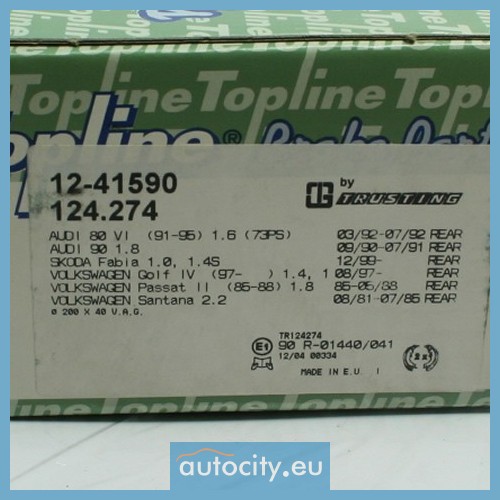 Topline Topline Topline
Topline® Brake Parts
12-41590
124.274
by
TRUSTING
AUDI 80 VI (91-95) 1.6 (73PS) 03/92-07/92 REAR
AUDI 90 1.8 09/90-07/91 REAR
SKODA Fabia 1.0, 1.4S 12/99- REAR
VOLKSWAGEN Golf IV (97- ) 1.4, 1 08/97- REAR
VOLKSWAGEN Passat II (85-88) 1.8 85-05/88 REAR
VOLKSWAGEN Santana 2.2 08/81-07/85 REAR
Ø 200 X 40 V.A.G.
TR124274
E1 90 R-01440/041
12/04 00334
2x
MADE IN E.U. I
autocity.eu